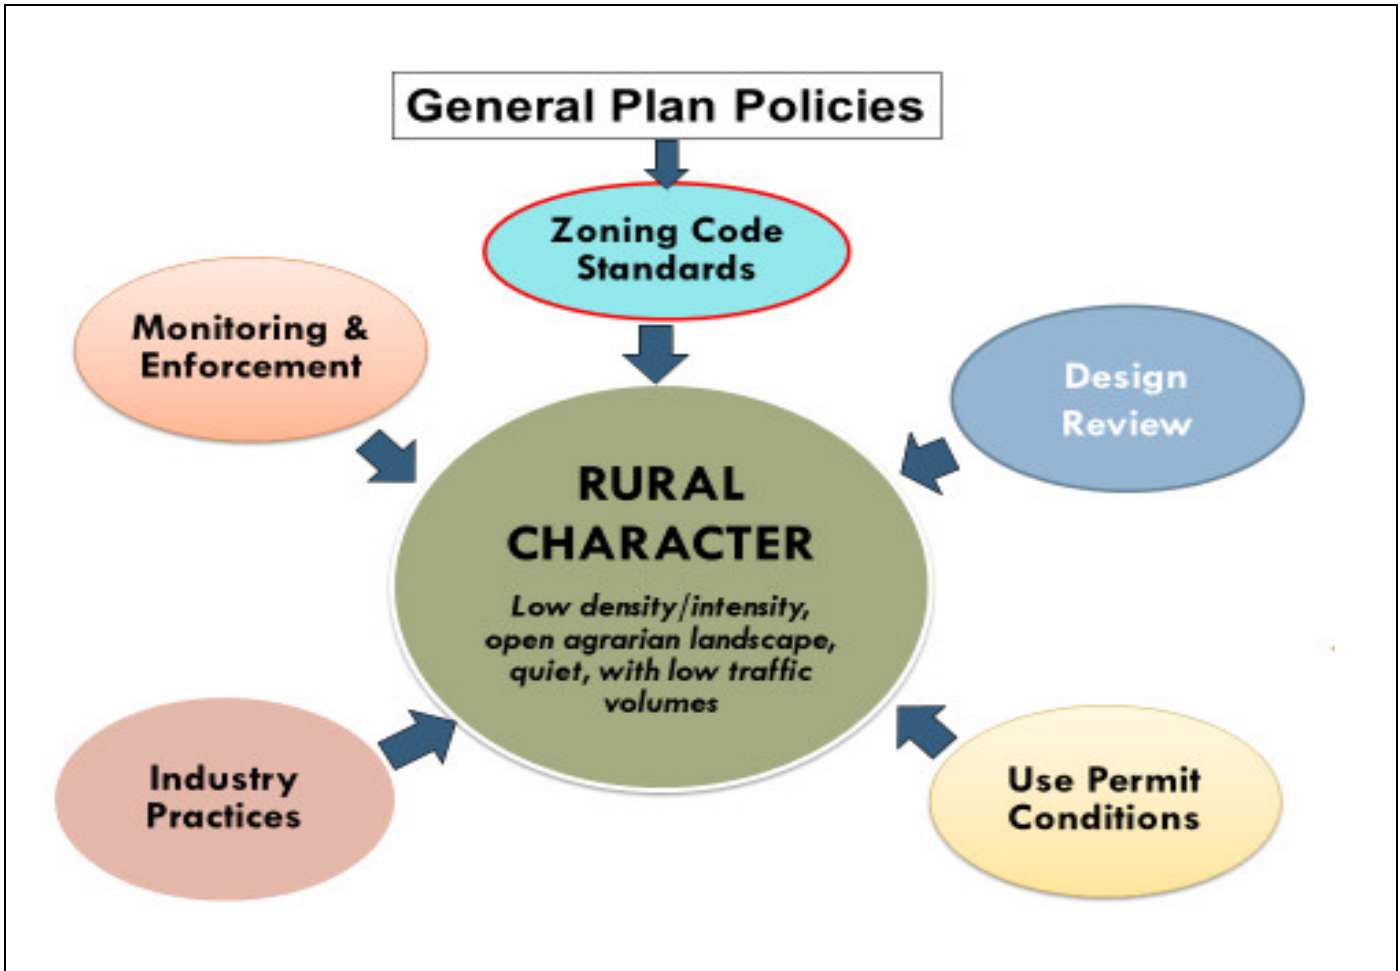 General Plan Policies
Zoning Code
Standards
Monitoring &
Enforcement
Design
Review
RURAL
CHARACTER
Low density/intensity,
open agrarian landscape,
quiet, with low traffic
volumes
Industry
Practices
Use Permit
Conditions